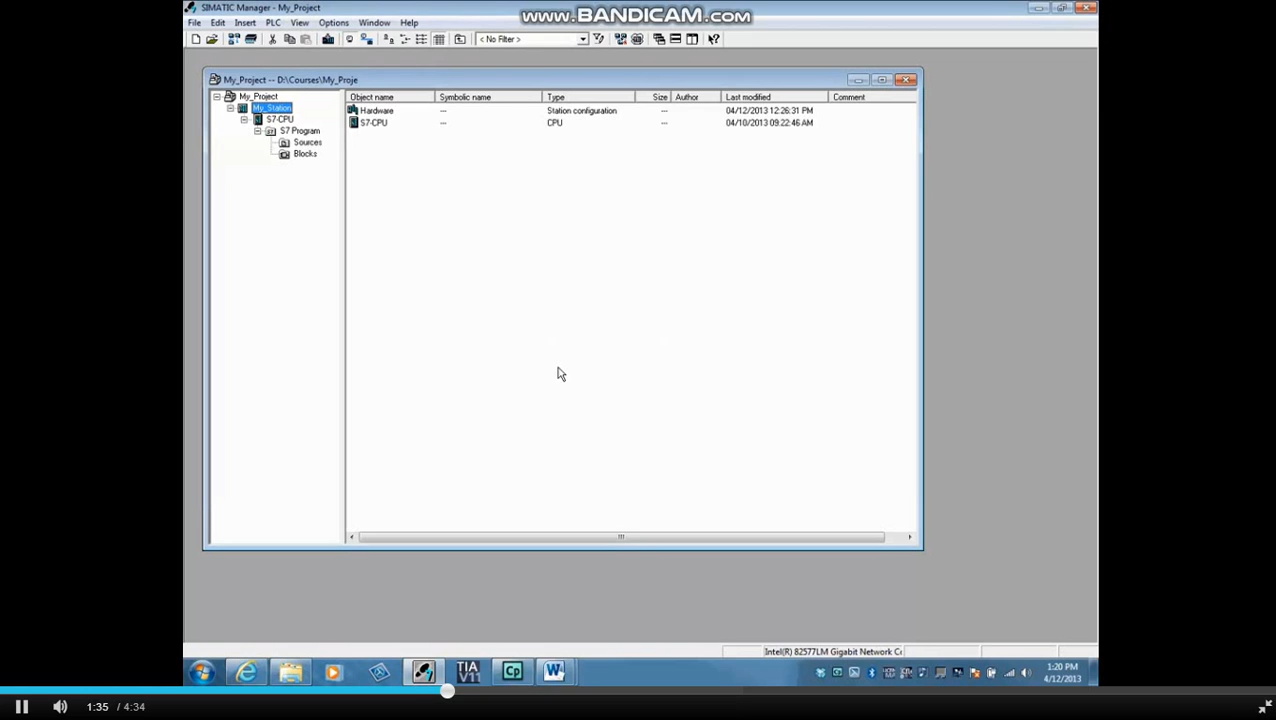 SIMATIC Manager - My_Project
www.BANDICAM.com
File Edit Insert PLC View Options Window Help
< No Filter >
My_Project -- D:\Courses\My_Proje
My_Project
My_Station
S7-CPU
S7 Program
Sources
Blocks
Object name Symbolic name Type Size Author Last modified Comment
Hardware --- Station configuration --- 04/12/2013 12:26:31 PM
S7-CPU --- CPU --- 04/10/2013 09:22:46 AM
Intel(R) 82577LM Gigabit Network Cc
TIA
V11
Cp
W
1:20 PM
4/12/2013
1:35 / 4:34